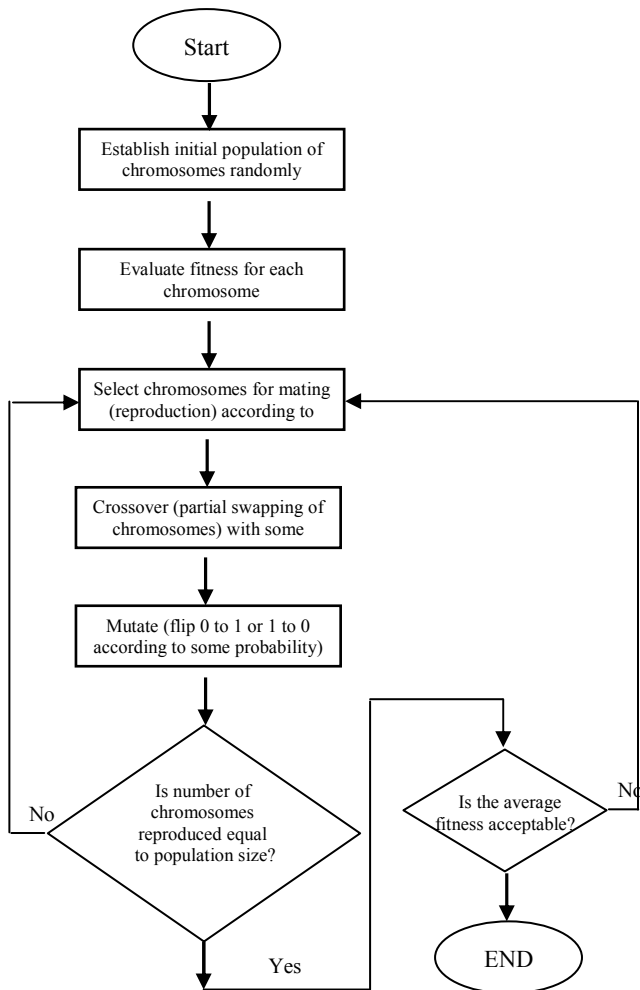 Start
Establish initial population of
chromosomes randomly
Evaluate fitness for each
chromosome
Select chromosomes for mating
(reproduction) according to
Crossover (partial swapping of
chromosomes) with some
Mutate (flip 0 to 1 or 1 to 0
according to some probability)
Is number of
chromosomes
reproduced equal
to population size?
No
Yes
Is the average
fitness acceptable?
No
END